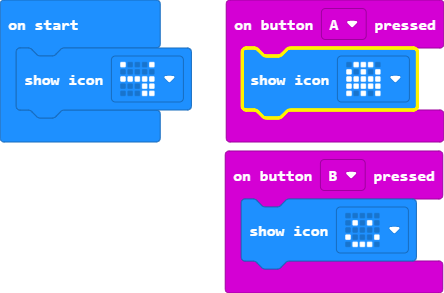 on start
show icon
on button A pressed
show icon
on button B pressed
show icon